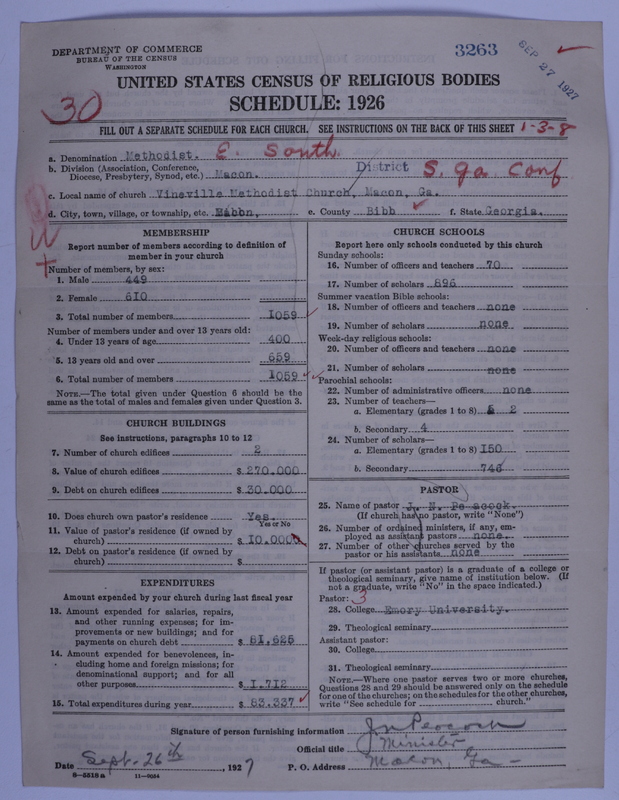 DEPARTMENT OF COMMERCE
BUREAU OF THE CENSUS
WASHINGTON
3263
SEP 27 1927
UNITED STATES CENSUS OF RELIGIOUS BODIES
SCHEDULE: 1926
30
FILL OUT A SEPARATE SCHEDULE FOR EACH CHURCH. SEE INSTRUCTIONS ON THE BACK OF THIS SHEET 1-3-8
a. Denomination Methodist. E. South.
b. Division (Association, Conference, Diocese, Presbytery, Synod, etc.) Macon. District S. Ga Conf
c. Local name of church Vineville Methodist Church, Macon, Ga.
d. City, town, village, or township, etc. e. County Bibb f. State Georgia.
MEMBERSHIP
Report number of members according to definition of
member in your church
Number of members, by sex:
1. Male 449
2. Female 610
3. Total number of members 1059
Number of members under and over 13 years old:
4. Under 13 years of age 400
5. 13 years old and over 659
6. Total number of members 1059
NOTE.—The total given under Question 6 should be
same as the total of males and females given under Question 3.
CHURCH BUILDINGS
See instructions, paragraphs 10 to 12
7. Number of church edifices 2
8. Value of church edifices $ 270.000
9. Debt on church edifices $ 30.000
10. Does church own pastor's residence Yes.
Yes or No
11. Value of pastor's residence (if owned by
church) $ 10.000
12. Debt on pastor's residence (if owned by
church) $
EXPENDITURES
Amount expended by your church during last fiscal year
13. Amount expended for salaries, repairs,
and other running expenses; for im-
provements or new buildings; and for
payments on church debt $ 61.625
14. Amount expended for benevolences, in-
cluding home and foreign missions; for
denominational support; and for all
other purposes $ 1.712
15. Total expenditures during year $ 63.337
CHURCH SCHOOLS
Report here only schools conducted by this church
Sunday schools:
16. Number of officers and teachers 70
17. Number of scholars 896
Summer vacation Bible schools:
18. Number of officers and teachers none
19. Number of scholars none
Week-day religious schools:
20. Number of officers and teachers none
21. Number of scholars none
Parochial schools:
22. Number of administrative officers none
23. Number of teachers—
a. Elementary (grades 1 to 8) 2
b. Secondary 4
24. Number of scholars—
a. Elementary (grades 1 to 8) 150
b. Secondary 746
PASTOR
25. Name of pastor J. N. Peacock.
(If church has no pastor, write "None")
26. Number of ordained ministers, if any, em-
ployed as assistant pastors none.
27. Number of other churches served by the
pastor or his assistants none
If pastor (or assistant pastor) is a graduate of a college or
theological seminary, give name of institution below. (If
not a graduate, write "No" in the space indicated.)
Pastor: 3
28. College Emory University.
29. Theological seminary
Assistant pastor:
30. College
31. Theological seminary
NOTE.—Where one pastor serves two or more churches,
Questions 28 and 29 should be answered only on the schedule
for one of the churches; on the schedules for the other churches,
write "See schedule for church."
Signature of person furnishing information J N Peacock
Official title Minister
Date Sept. 26th, 1927 P. O. Address Macon, Ga-
8-5518a 11-9054